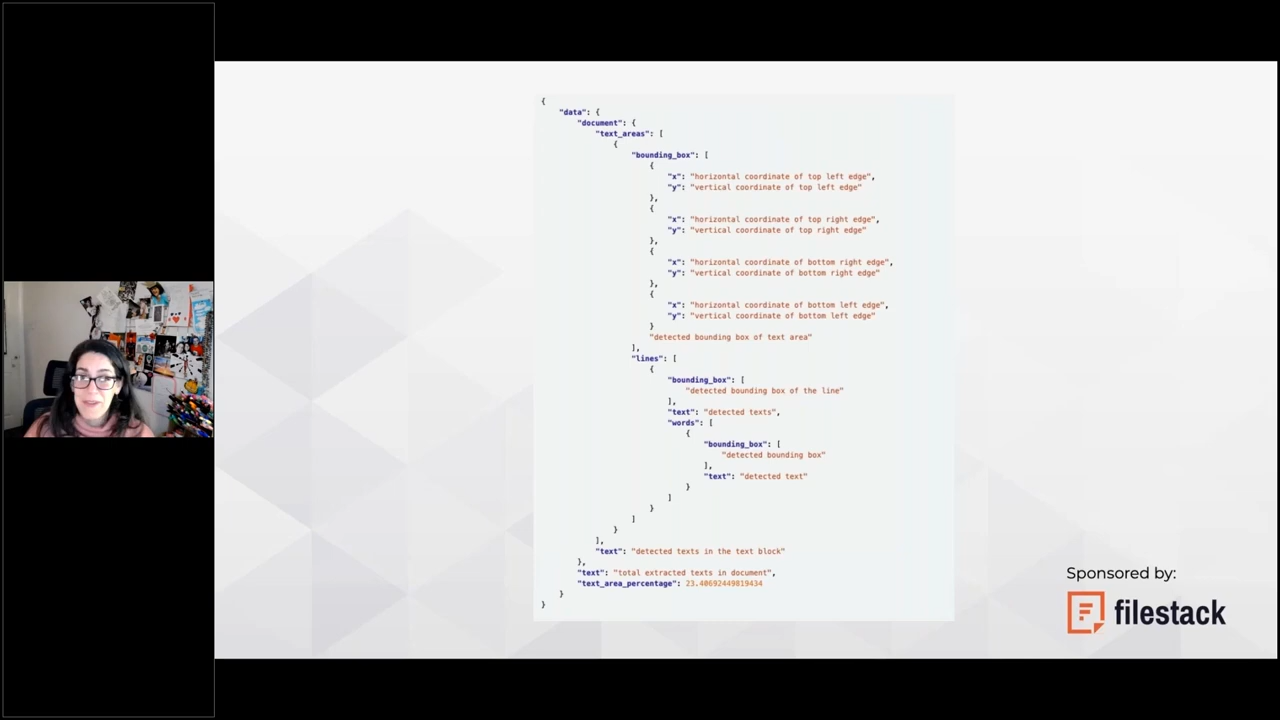 {
"data": {
"document": {
"text_areas": [
{
"bounding_box": [
{
"x": "horizontal coordinate of top left edge",
"y": "vertical coordinate of top left edge"
},
{
"x": "horizontal coordinate of top right edge",
"y": "vertical coordinate of top right edge"
},
{
"x": "horizontal coordinate of bottom right edge",
"y": "vertical coordinate of bottom right edge"
},
{
"x": "horizontal coordinate of bottom left edge",
"y": "vertical coordinate of bottom left edge"
}
"detected bounding box of text area"
],
"lines": [
{
"bounding_box": [
"detected bounding box of the line"
],
"text": "detected texts",
"words": [
{
"bounding_box": [
"detected bounding box"
],
"text": "detected text"
}
]
}
]
}
],
"text": "detected texts in the text block"
},
"text": "total extracted texts in document",
"text_area_percentage": 23.40692449819434
}
}
Sponsored by:
filestack